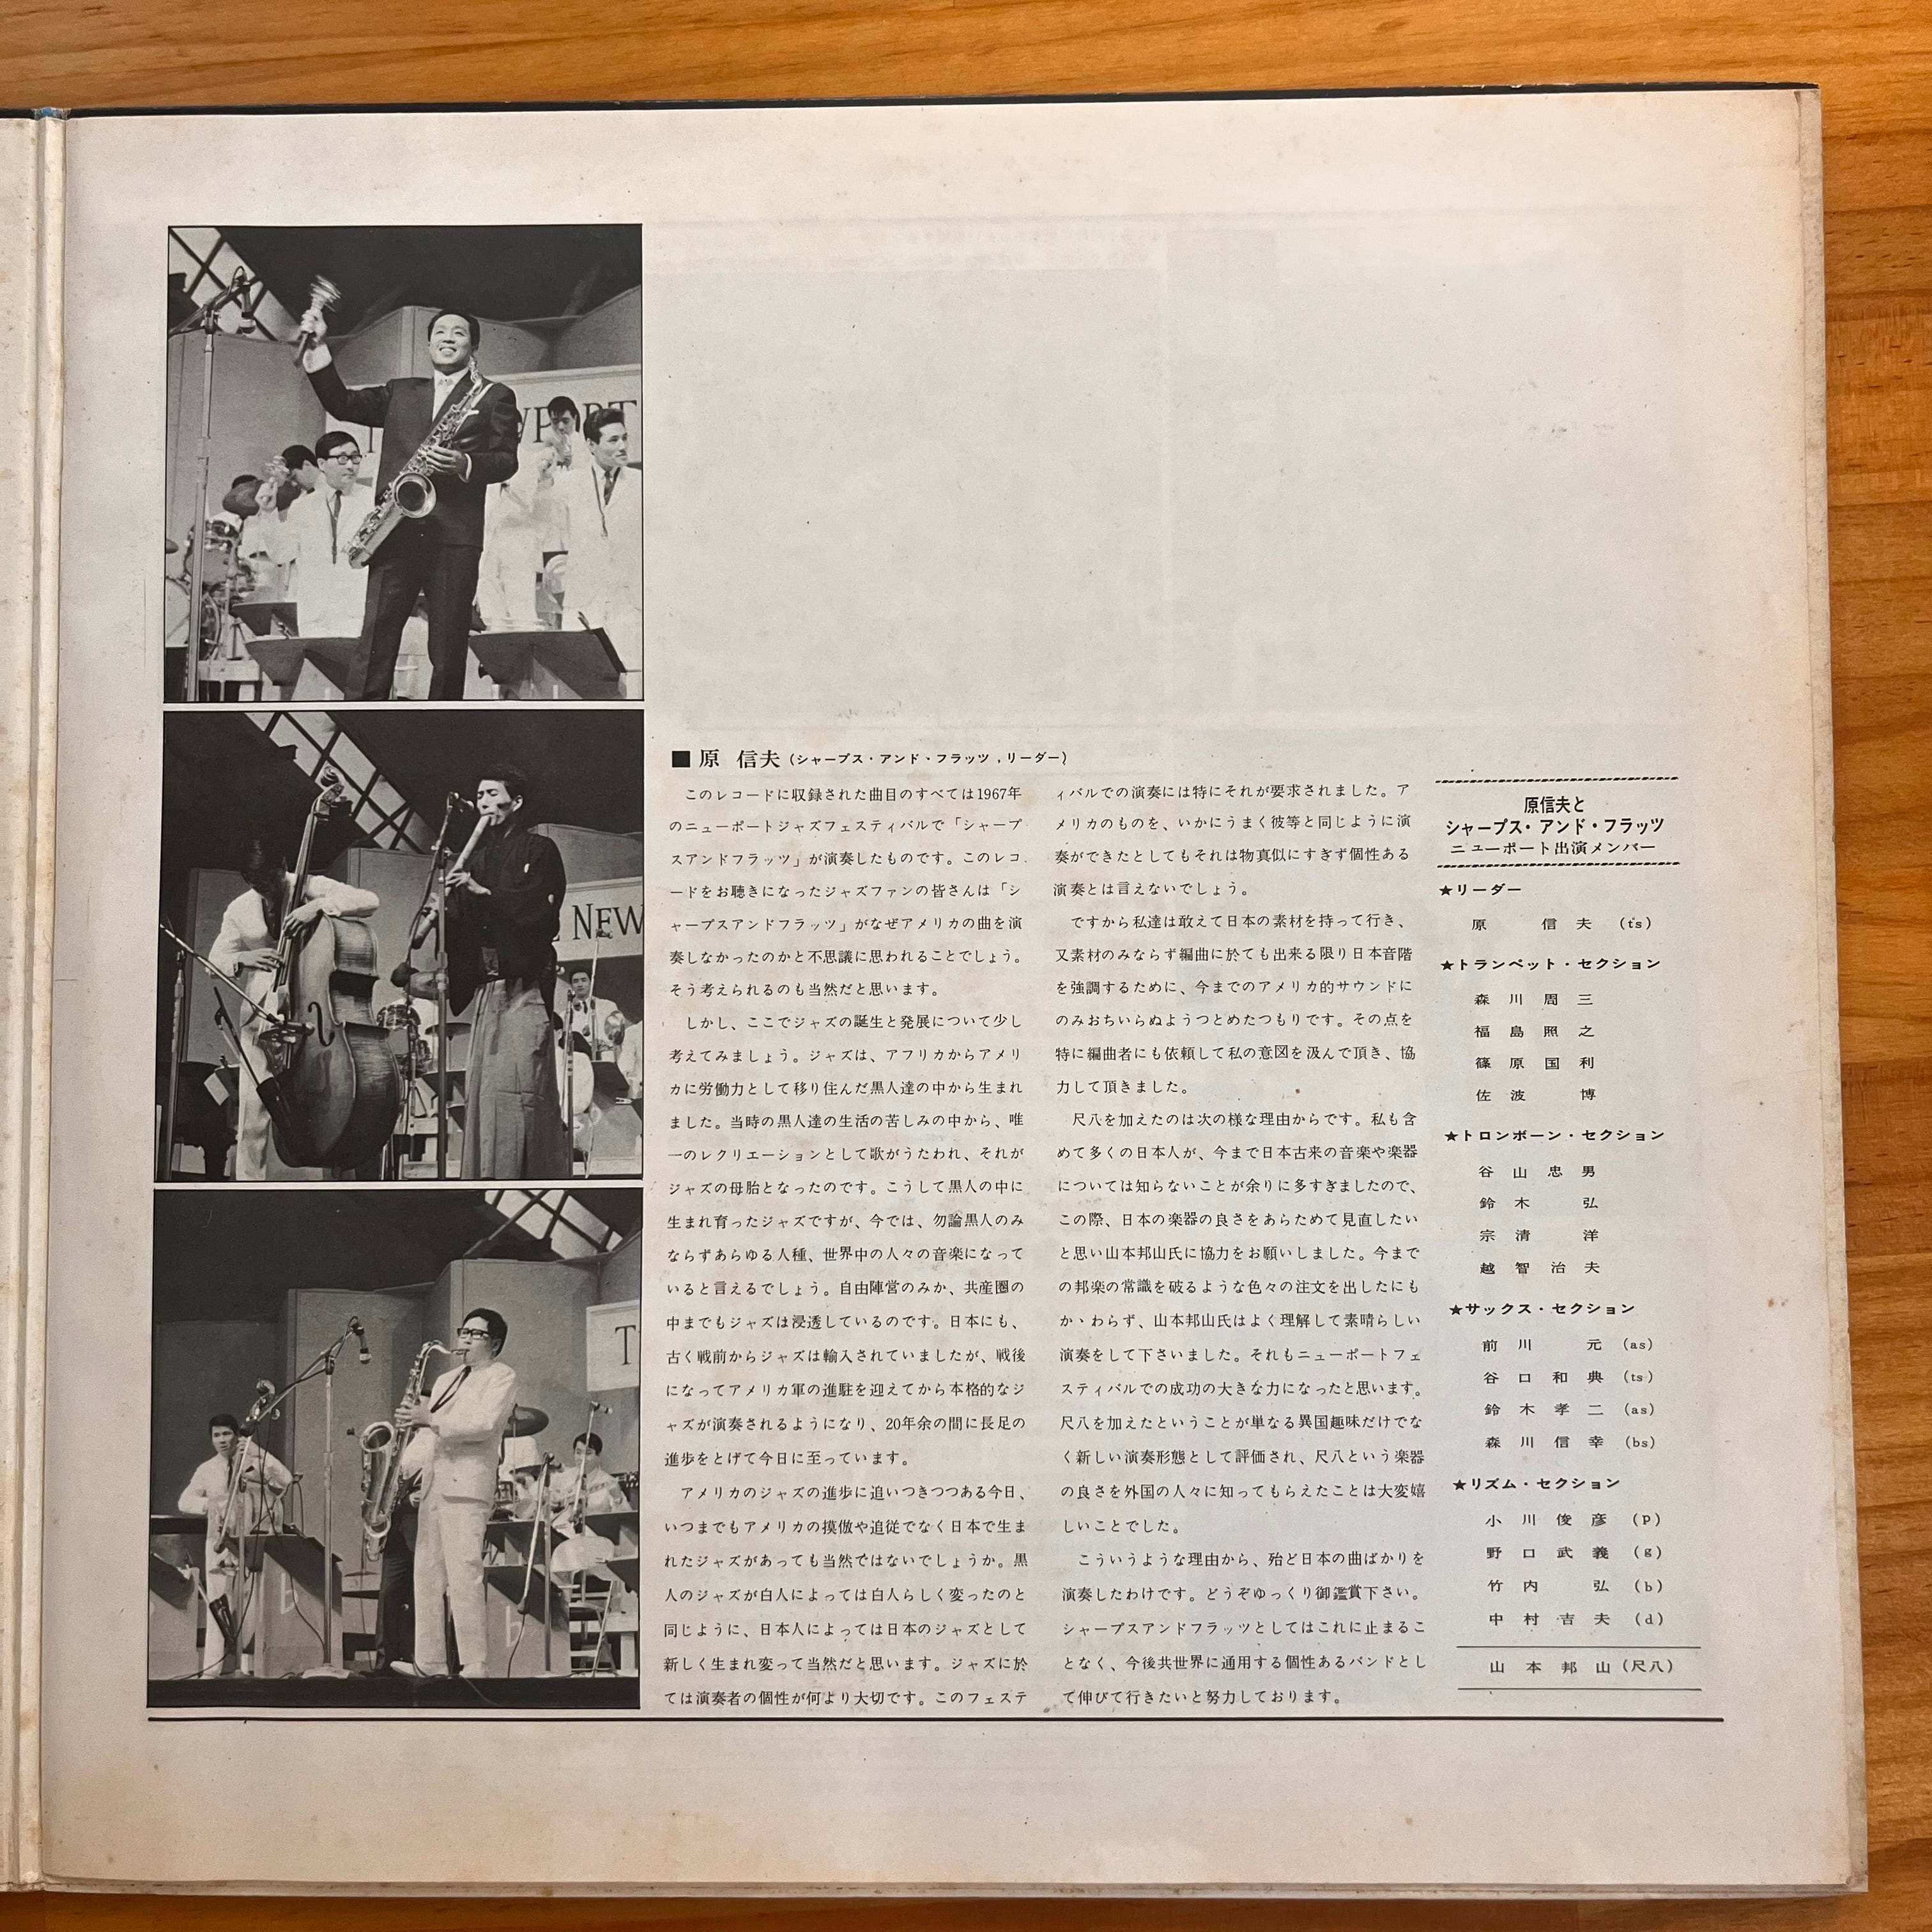 WPORT
NEW
T
■原 信夫(シャープス・アンド・フラッツ,リーダー)
このレコードに収録された曲目のすべては1967年
のニューポートジャズフェスティバルで「シャープ
スアンドフラッツ」が演奏したものです。このレコ
ードをお聴きになったジャズファンの皆さんは「シ
ャープスアンドフラッツ」がなぜアメリカの曲を演
奏しなかったのかと不思議に思われることでしょう。
そう考えられるのも当然だと思います。
しかし、ここでジャズの誕生と発展について少し
考えてみましょう。ジャズは、アフリカからアメリ
カに労働力として移り住んだ黒人達の中から生まれ
ました。当時の黒人達の生活の苦しみの中から、唯
一のレクリエーションとして歌がうたわれ、それが
ジャズの母胎となったのです。こうして黒人の中に
生まれ育ったジャズですが、今では、勿論黒人のみ
ならずあらゆる人種、世界中の人々の音楽になって
いると言えるでしょう。自由陣営のみか、共産圏の
中までもジャズは浸透しているのです。日本にも、
古く戦前からジャズは輸入されていましたが、戦後
になってアメリカ軍の進駐を迎えてから本格的なジ
ャズが演奏されるようになり、20年余の間に長足の
進歩をとげて今日に至っています。
アメリカのジャズの進歩に追いつきつつある今日、
いつまでもアメリカの摸倣や追従でなく日本で生ま
れたジャズがあっても当然ではないでしょうか。黒
人のジャズが白人によっては白人らしく変ったのと
同じように、日本人によっては日本のジャズとして
新しく生まれ変って当然だと思います。ジャズに於
ては演奏者の個性が何より大切です。このフェステ
ィバルでの演奏には特にそれが要求されました。ア
メリカのものを、いかにうまく彼等と同じように演
奏ができたとしてもそれは物真似にすぎず個性ある
演奏とは言えないでしょう。
ですから私達は敢えて日本の素材を持って行き、
又素材のみならず編曲に於ても出来る限り日本音階
を強調するために、今までのアメリカ的サウンドに
のみおちいらぬようつとめたつもりです。その点を
特に編曲者にも依頼して私の意図を汲んで頂き、協
力して頂きました。
尺八を加えたのは次の様な理由からです。私も含
めて多くの日本人が、今まで日本古来の音楽や楽器
については知らないことが余りに多すぎましたので、
この際、日本の楽器の良さをあらためて見直したい
と思い山本邦山氏に協力をお願いしました。今まで
の邦楽の常識を破るような色々の注文を出したにも
かゝわらず、山本邦山氏はよく理解して素晴らしい
演奏をして下さいました。それもニューポートフェ
スティバルでの成功の大きな力になったと思います。
尺八を加えたということが単なる異国趣味だけでな
く新しい演奏形態として評価され、尺八という楽器
の良さを外国の人々に知ってもらえたことは大変嬉
しいことでした。
こういうような理由から、殆ど日本の曲ばかりを
演奏したわけです。どうぞゆっくり御鑑賞下さい。
シャープスアンドフラッツとしてはこれに止まるこ
となく、今後共世界に通用する個性あるバンドとし
て伸びて行きたいと努力しております。
原信夫と
シャープス・アンド・フラッツ
ニューポート出演メンバー
★リーダー
原 信夫 (ts)
★トランペット・セクション
森川周三
福島照之
篠原国利
佐波 博
★トロンボーン・セクション
谷山忠男
鈴木 弘
宗清 洋
越智治夫
★サックス・セクション
前川 元 (as)
谷口和典 (ts)
鈴木孝二 (as)
森川信幸 (bs)
★リズム・セクション
小川俊彦 (p)
野口武義 (g)
竹内 弘 (b)
中村吉夫 (d)
山本邦山 (尺八)